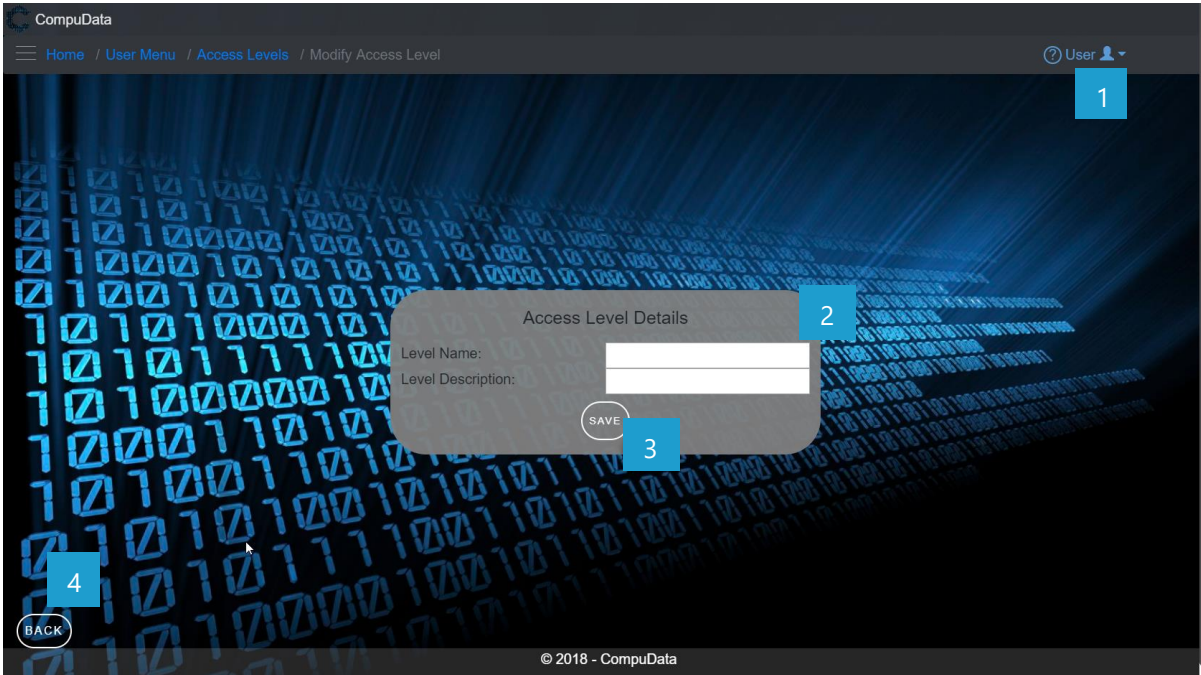 CompuData
Home / User Menu / Access Levels / Modify Access Level
? User
1
Access Level Details
2
Level Name:
Level Description:
SAVE
3
4
BACK
© 2018 - CompuData